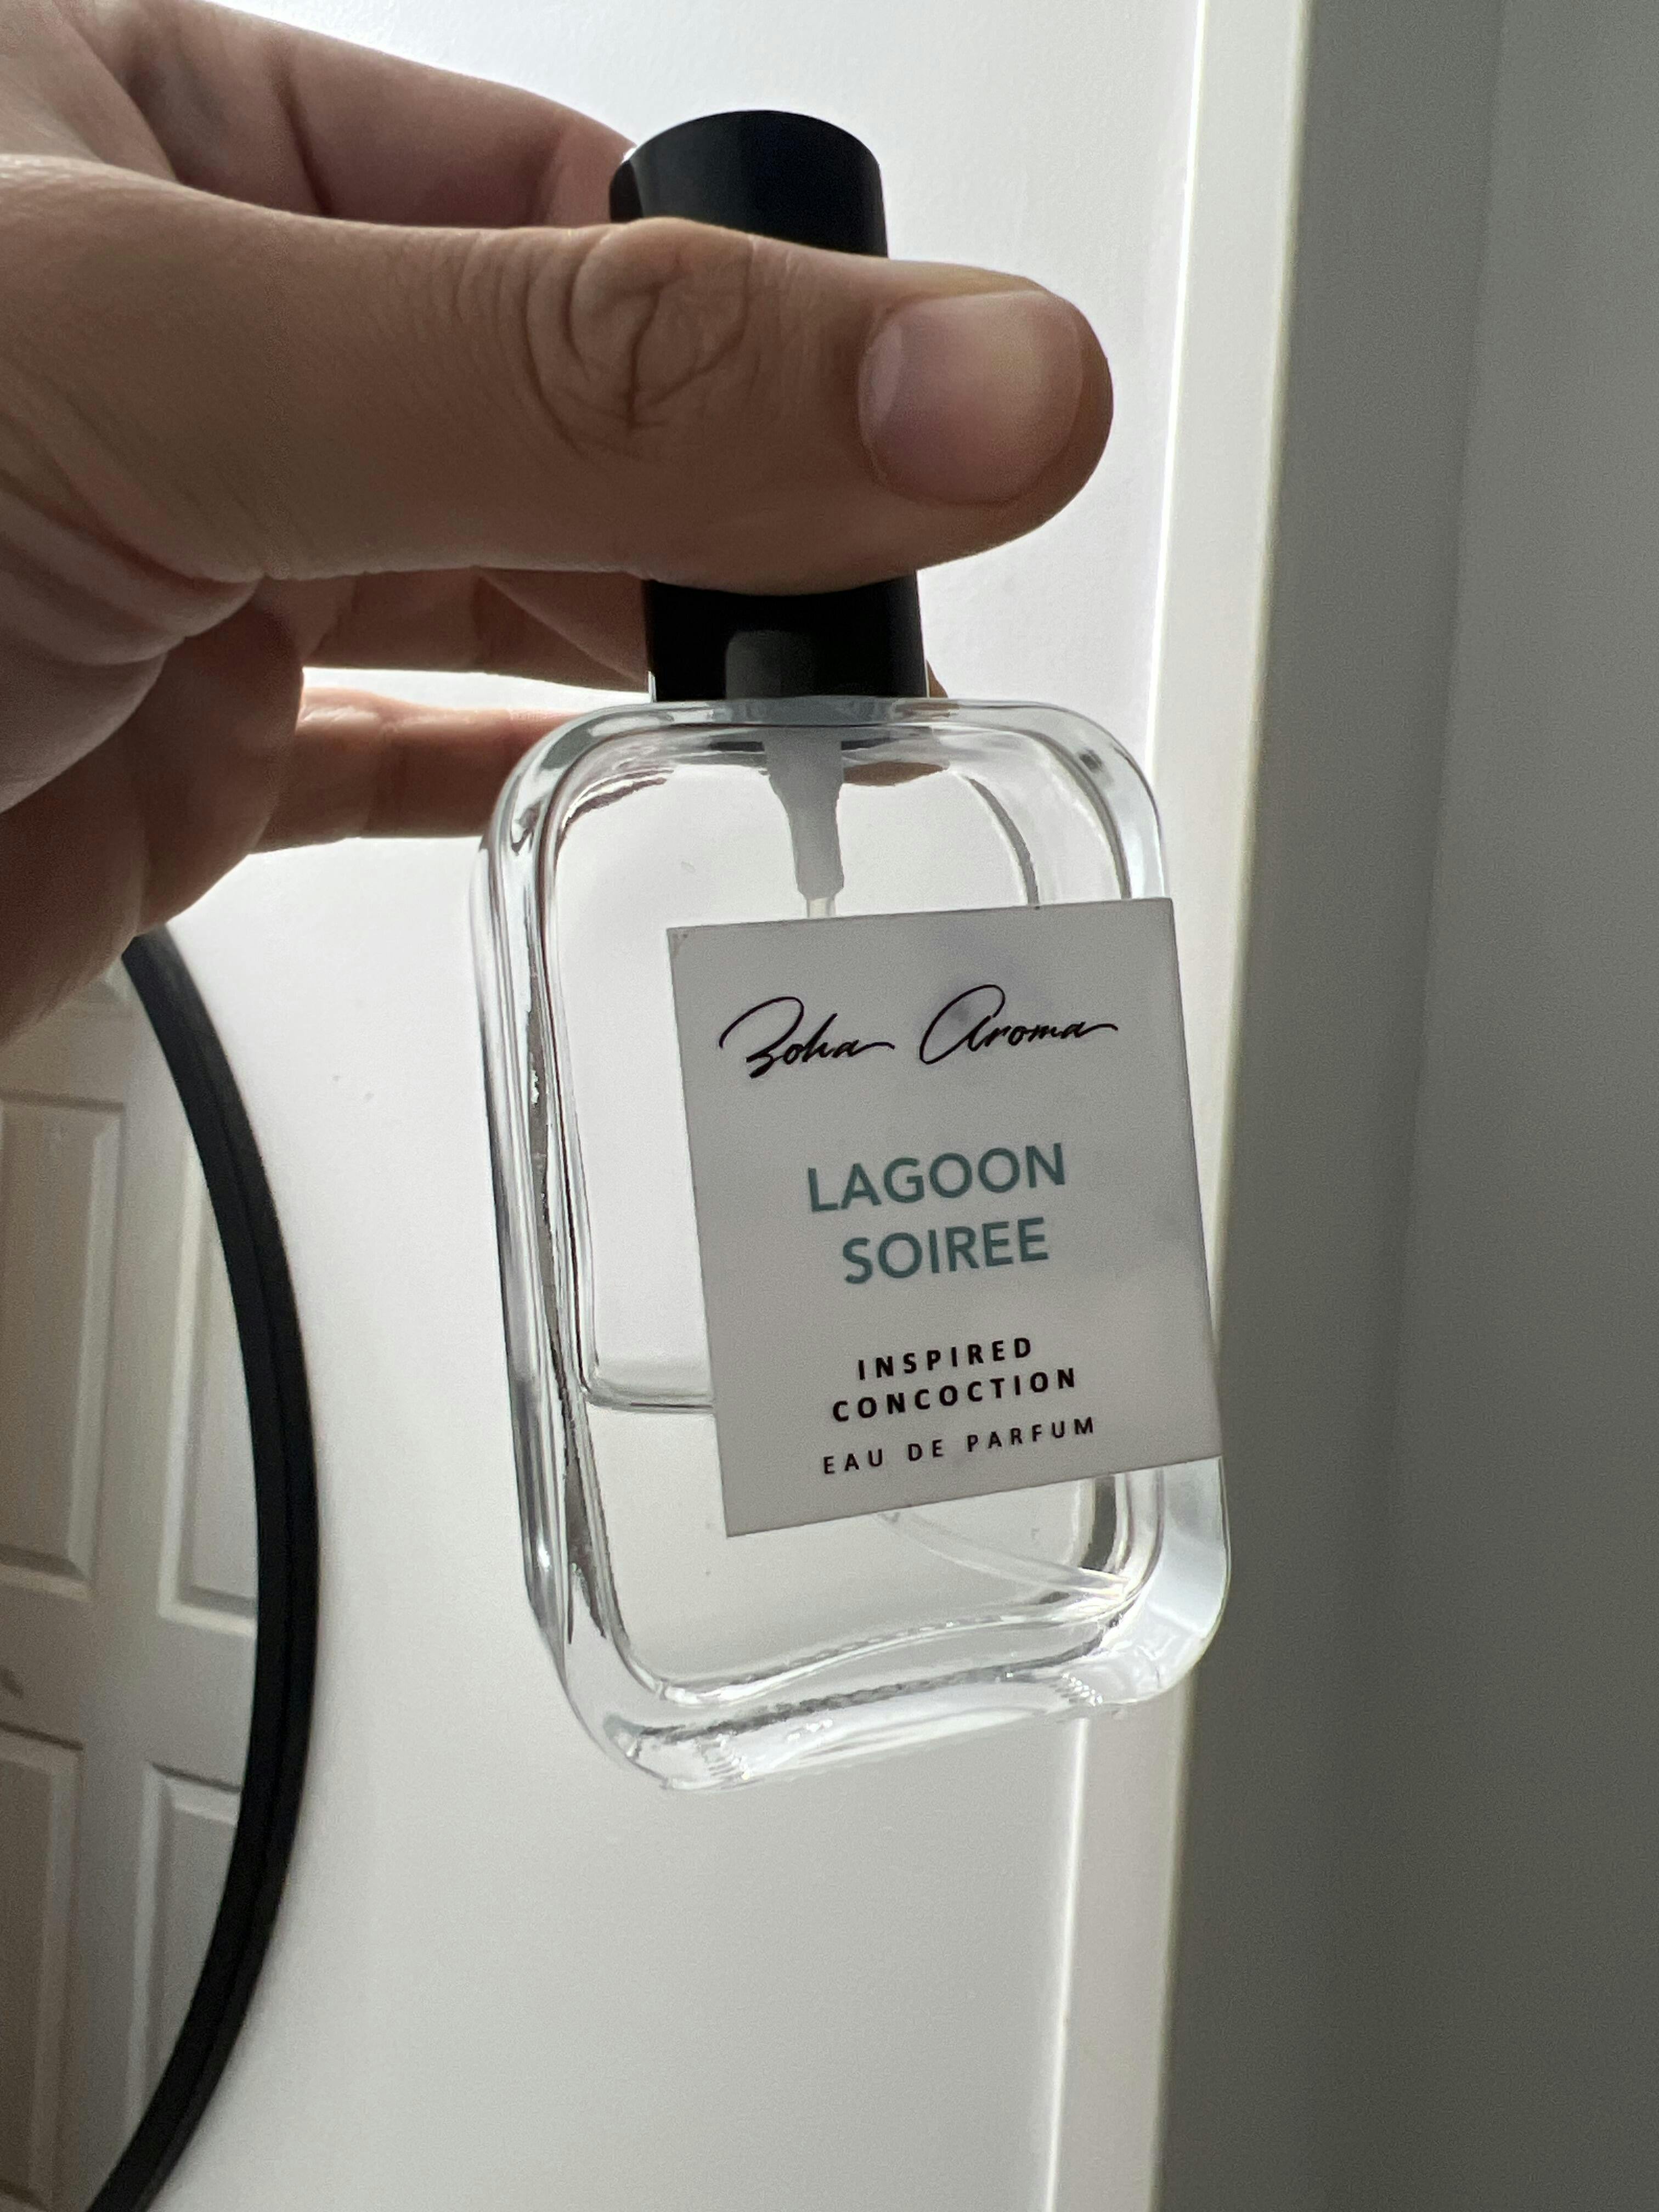 Zoha Aroma
LAGOON
SOIREE
INSPIRED
CONCOCTION
EAU DE PARFUM